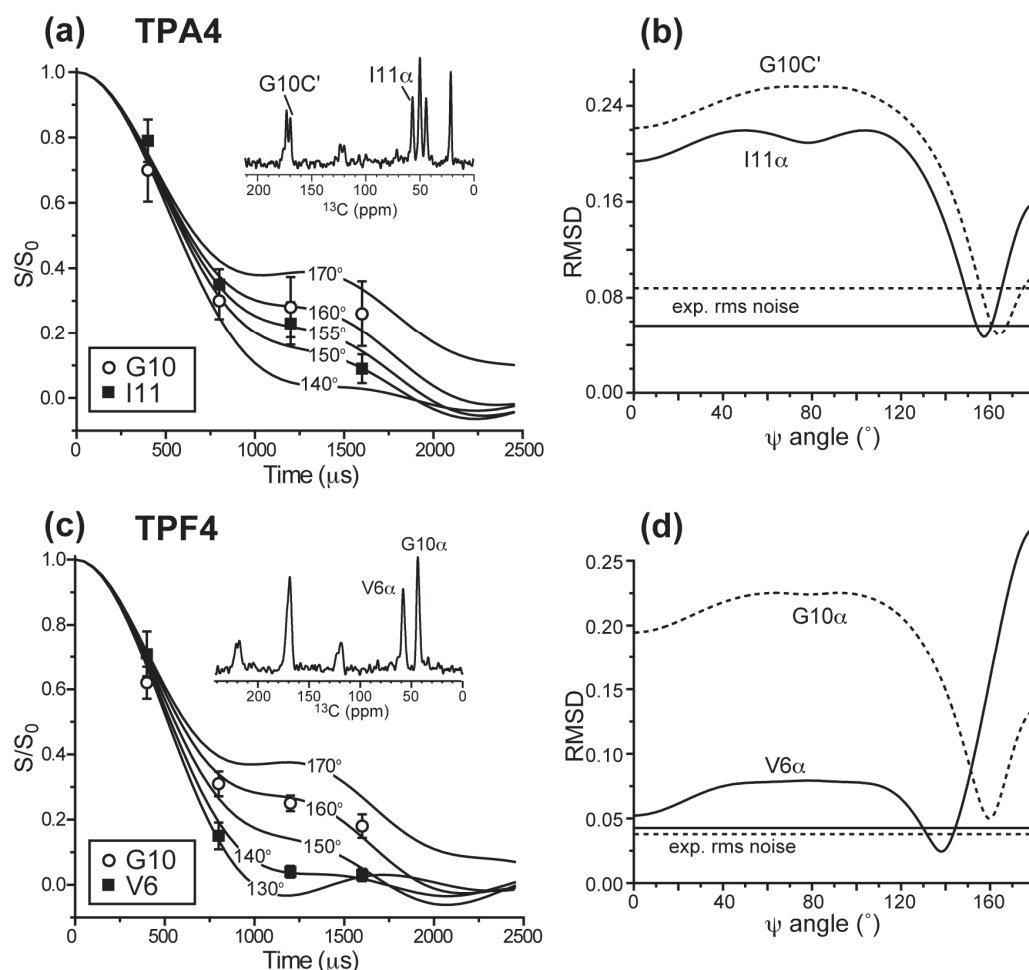 (a) TPA4
S/S0
1.0
0.8
0.6
0.4
0.2
0.0
G10C'
I11α
210 150 100 50 0
13C (ppm)
170°
160°
155°
150°
140°
G10
I11
0 500 1000 1500 2000 2500
Time (μs)
(b)
RMSD
0.24
0.16
0.08
0.00
G10C'
I11α
exp. rms noise
0 40 80 120 160
ψ angle (°)
(c) TPF4
S/S0
1.0
0.8
0.6
0.4
0.2
0.0
G10α
V6α
200 150 100 50 0
13C (ppm)
170°
160°
150°
140°
130°
G10
V6
0 500 1000 1500 2000 2500
Time (μs)
(d)
RMSD
0.25
0.20
0.15
0.10
0.05
0.00
G10α
V6α
exp. rms noise
0 40 80 120 160
ψ angle (°)